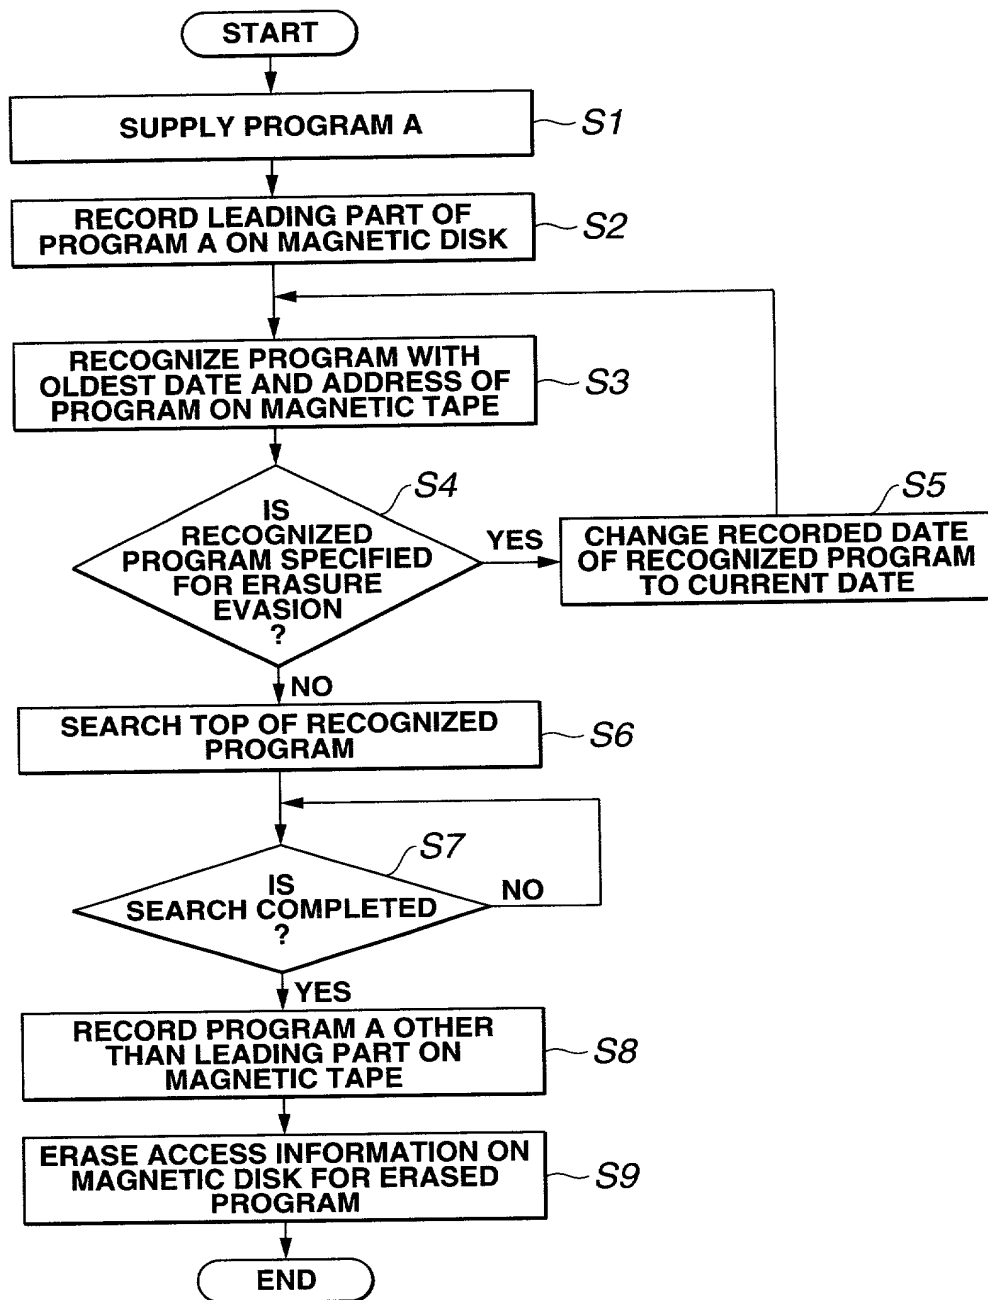 START
SUPPLY PROGRAM A
S1
RECORD LEADING PART OF
PROGRAM A ON MAGNETIC DISK
S2
RECOGNIZE PROGRAM WITH
OLDEST DATE AND ADDRESS OF
PROGRAM ON MAGNETIC TAPE
S3
S4
IS
RECOGNIZED
PROGRAM SPECIFIED
FOR ERASURE
EVASION
?
YES
S5
CHANGE RECORDED DATE
OF RECOGNIZED PROGRAM
TO CURRENT DATE
NO
SEARCH TOP OF RECOGNIZED
PROGRAM
S6
S7
IS
SEARCH COMPLETED
?
NO
YES
RECORD PROGRAM A OTHER
THAN LEADING PART ON
MAGNETIC TAPE
S8
ERASE ACCESS INFORMATION ON
MAGNETIC DISK FOR ERASED
PROGRAM
S9
END